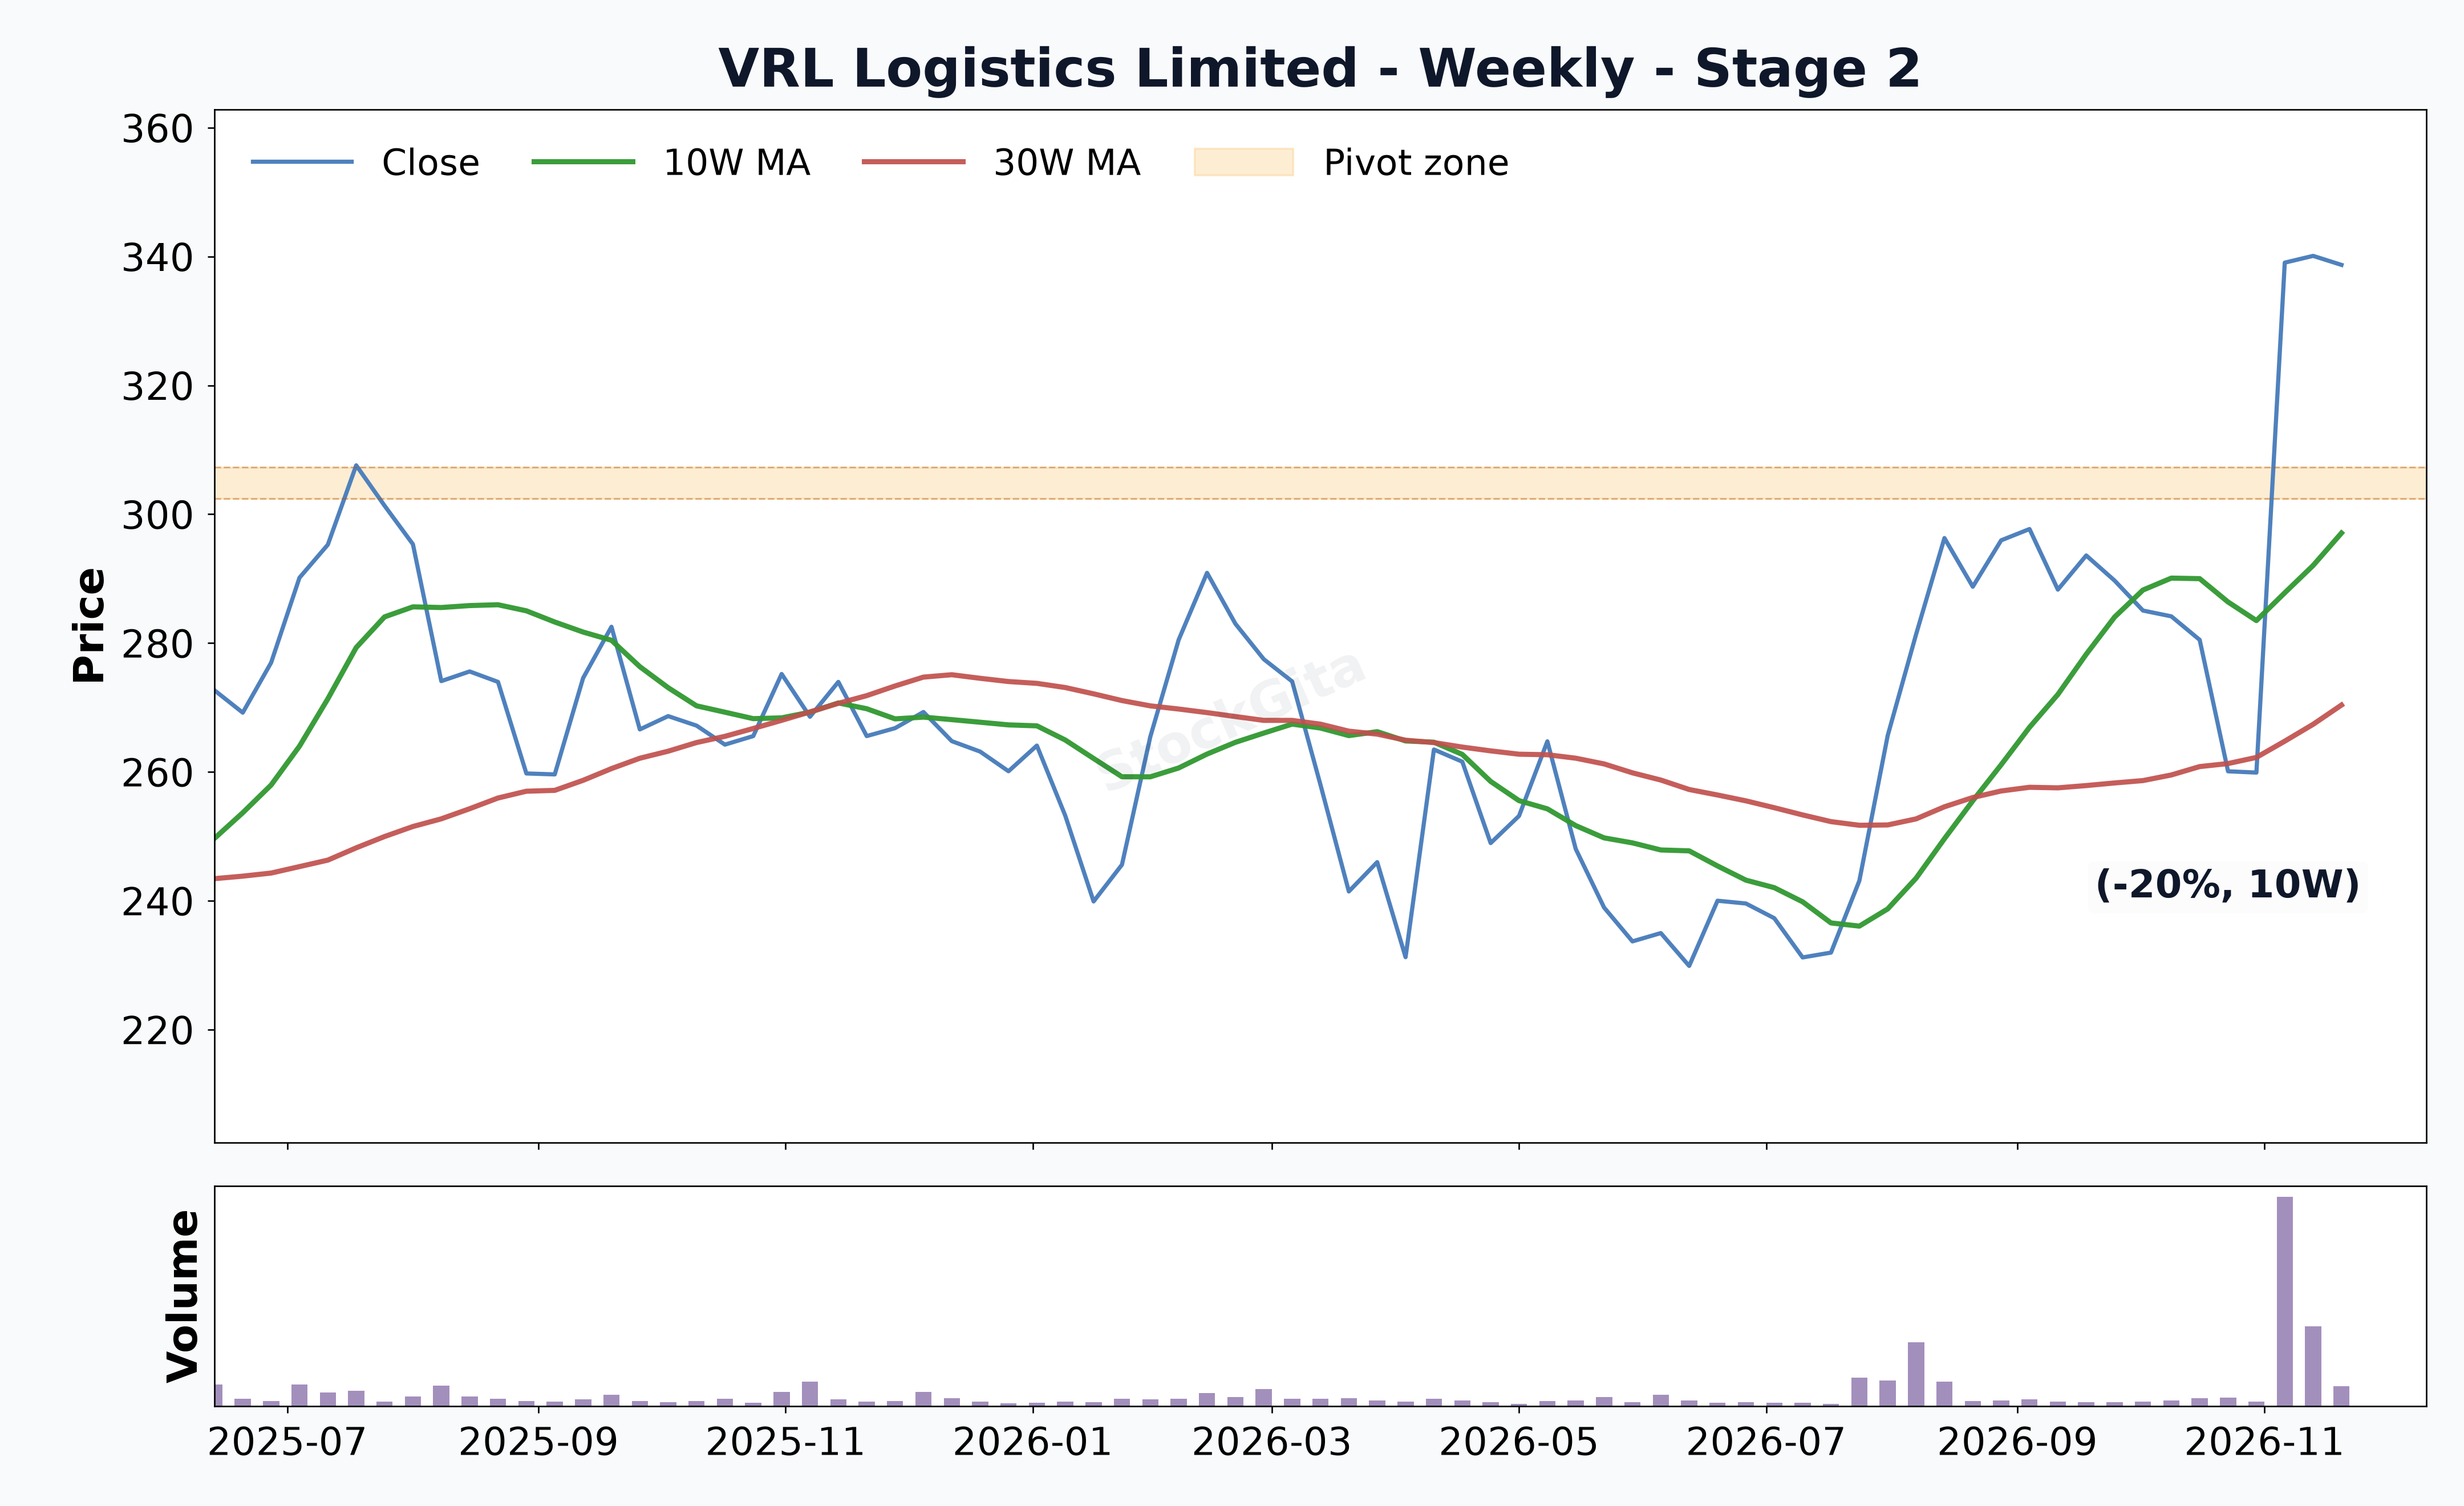 VRL Logistics Limited - Weekly - Stage 2
Close 10W MA 30W MA Pivot zone
360
340
320
300
280
260
240
220
Price
StockGita
(-20%, 10W)
Volume
2025-07 2025-09 2025-11 2026-01 2026-03 2026-05 2026-07 2026-09 2026-11